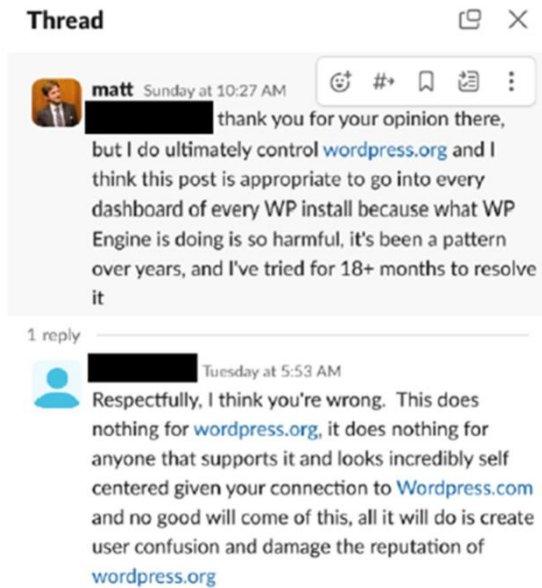 Thread
matt Sunday at 10:27 AM
thank you for your opinion there,
but I do ultimately control wordpress.org and I
think this post is appropriate to go into every
dashboard of every WP install because what WP
Engine is doing is so harmful, it's been a pattern
over years, and I've tried for 18+ months to resolve
it
1 reply
Tuesday at 5:53 AM
Respectfully, I think you're wrong. This does
nothing for wordpress.org, it does nothing for
anyone that supports it and looks incredibly self
centered given your connection to Wordpress.com
and no good will come of this, all it will do is create
user confusion and damage the reputation of
wordpress.org